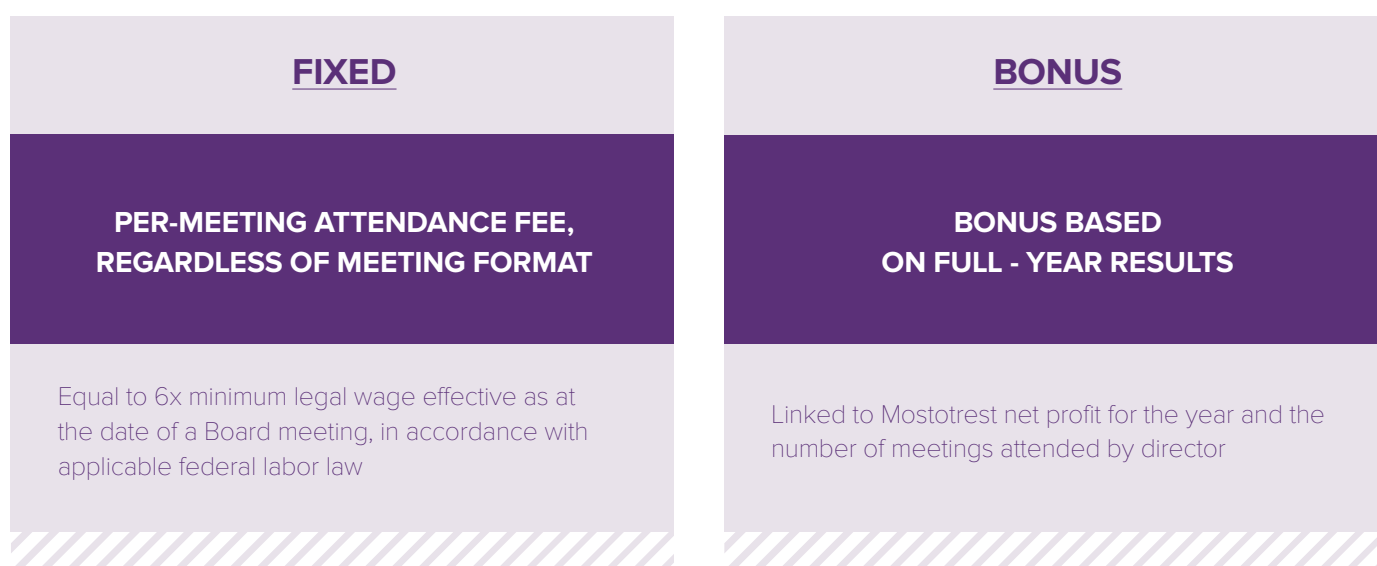 FIXED
PER-MEETING ATTENDANCE FEE,
REGARDLESS OF MEETING FORMAT
Equal to 6x minimum legal wage effective as at
the date of a Board meeting, in accordance with
applicable federal labor law
BONUS
BONUS BASED
ON FULL - YEAR RESULTS
Linked to Mostotrest net profit for the year and the
number of meetings attended by director